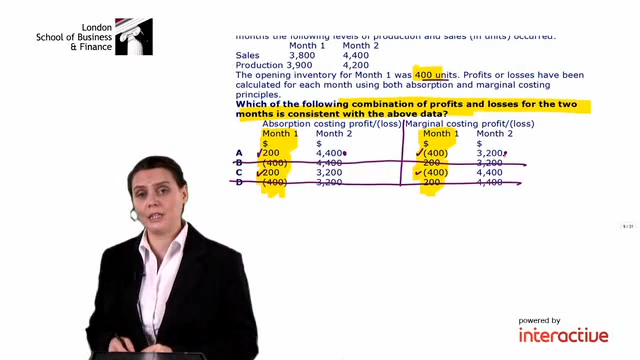 London
School of Business
& Finance
months the following levels of production and sales (in units) occurred.
Month 1 Month 2
Sales 3,800 4,400
Production 3,900 4,200
The opening inventory for Month 1 was 400 units. Profits or losses have been
calculated for each month using both absorption and marginal costing
principles.
Which of the following combination of profits and losses for the two
months is consistent with the above data?
Absorption costing profit/(loss) Marginal costing profit/(loss)
Month 1 Month 2 Month 1 Month 2
$ $ $ $
A 200 4,400 (400) 3,200
B (400) 4,400 200 3,200
C 200 3,200 (400) 4,400
D (400) 3,200 200 4,400
9 / 21
powered by
interactive